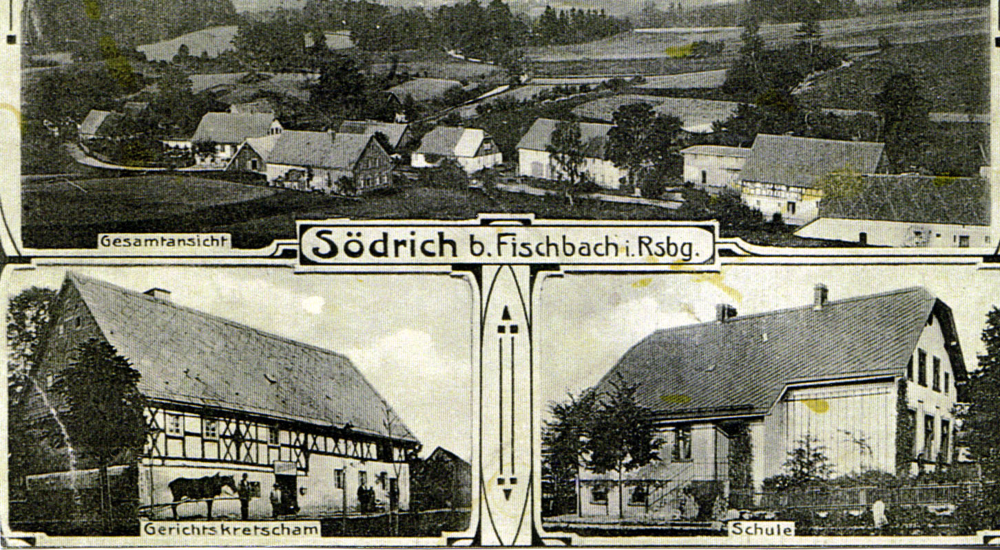 Gesamtansicht
Södrich b. Fischbach i. Rsbg.
Gerichtskretscham
Schule